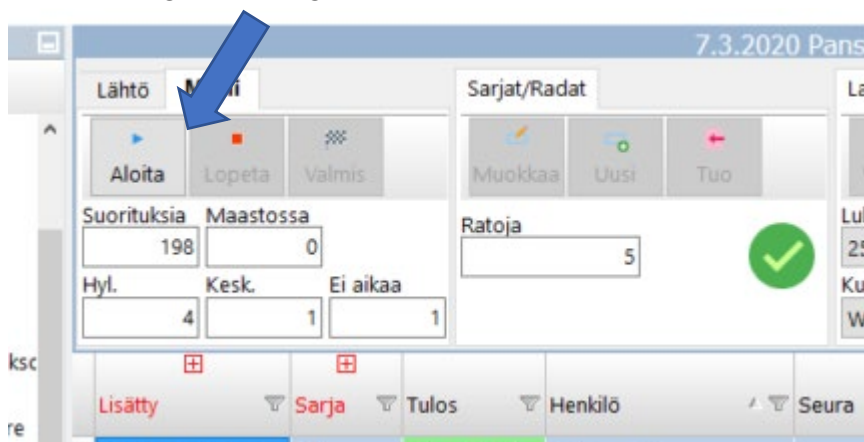 7.3.2020 Pans
Lähtö
Sarjat/Radat
La
Aloita Lopeta Valmis
Muokkaa Uusi Tuo
Suorituksia Maastossa
198 0
Ratoja
5
Lu
25
Hyl. Kesk. Ei aikaa
4 1 1
Ku
W
ksc
Lisätty Sarja Tulos Henkilö Seura
re